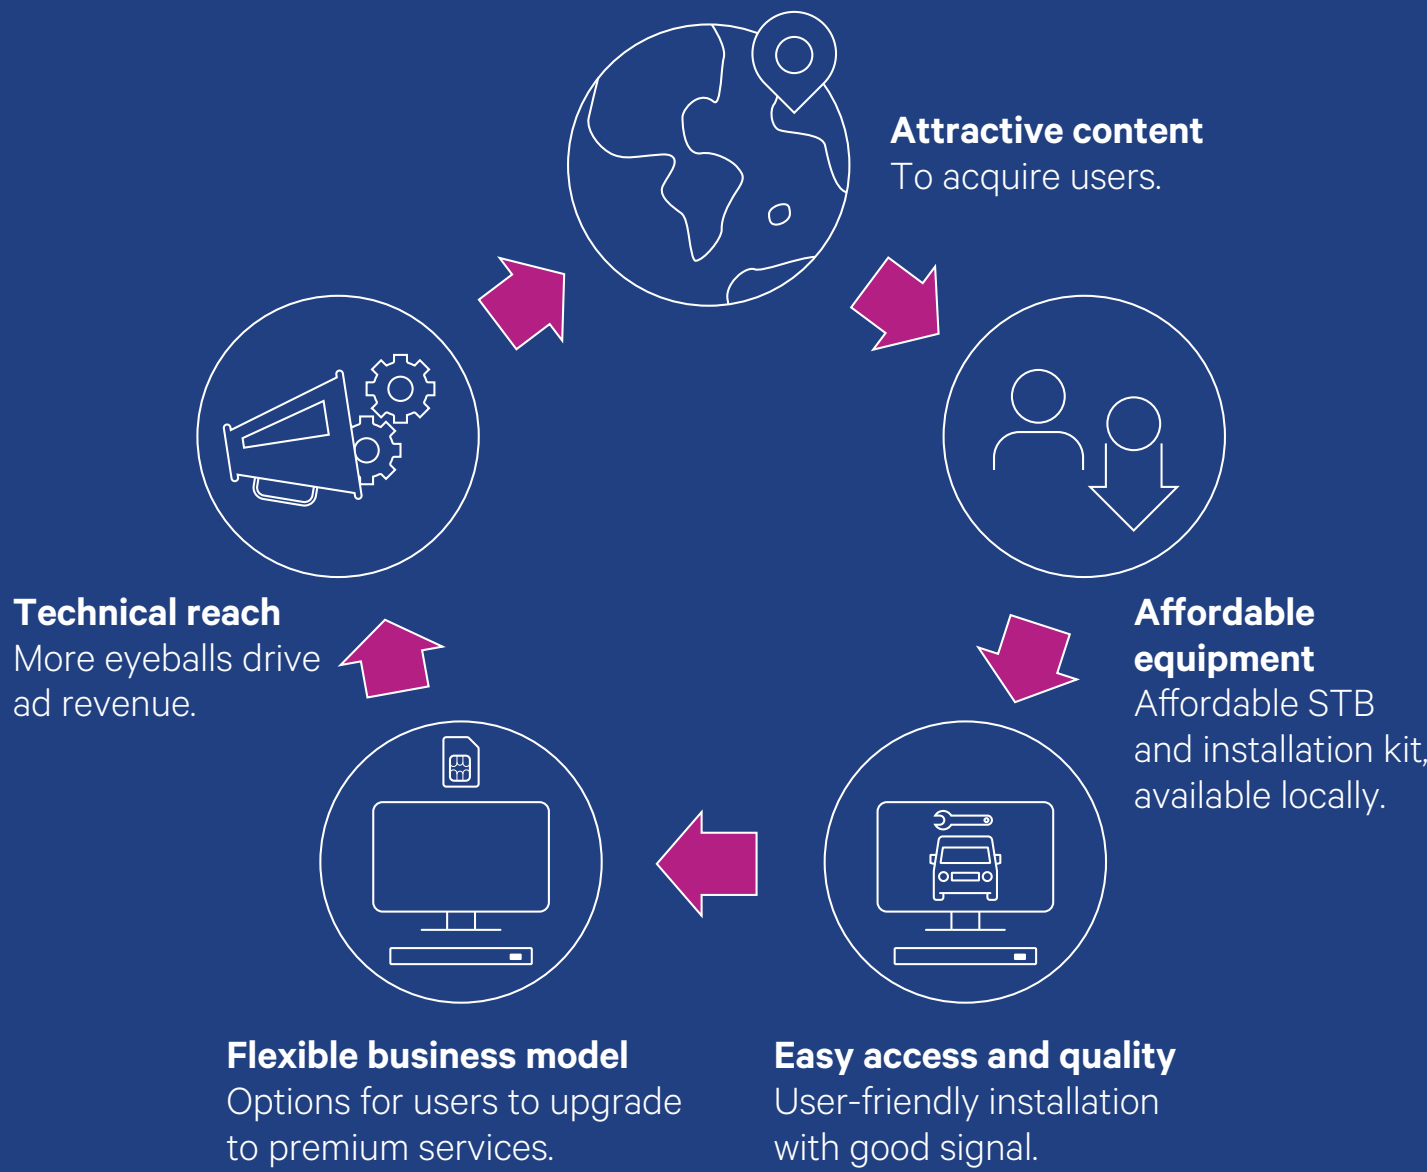 Attractive content
To acquire users.
Affordable
equipment
Affordable STB
and installation kit,
available locally.
Easy access and quality
User-friendly installation
with good signal.
Flexible business model
Options for users to upgrade
to premium services.
Technical reach
More eyeballs drive
ad revenue.